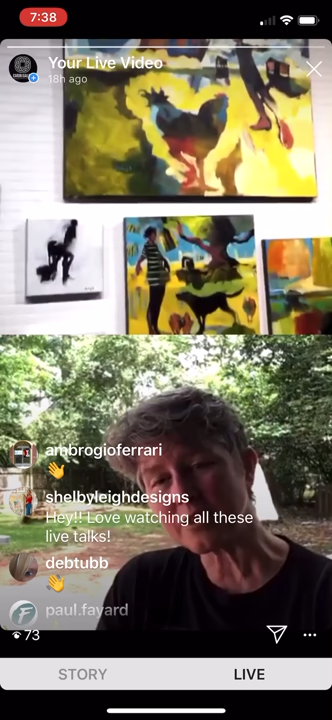 7:38
Your Live Video
18h ago
ambrogioferrari
👋
shelbyleighdesigns
Hey!! Love watching all these
live talks!
debtubb
👋
paul.fayard
73
STORY
LIVE